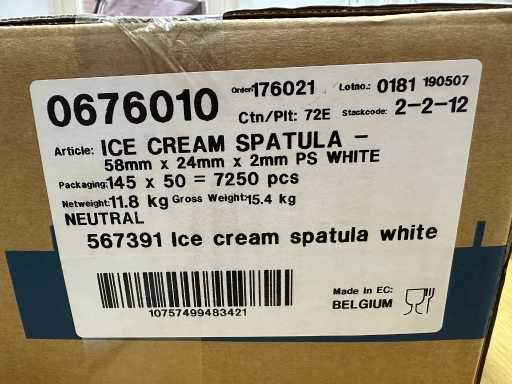 0676010 Order: 176021 Lotno.: 0181 190507
Ctn/Plt: 72E Stackcode: 2-2-12
Article: ICE CREAM SPATULA -
58mm x 24mm x 2mm PS WHITE
Packaging: 145 x 50 = 7250 pcs
Netweight: 11.8 kg Gross Weight: 15.4 kg
NEUTRAL
567391 Ice cream spatula white
10757499483421
Made in EC:
BELGIUM